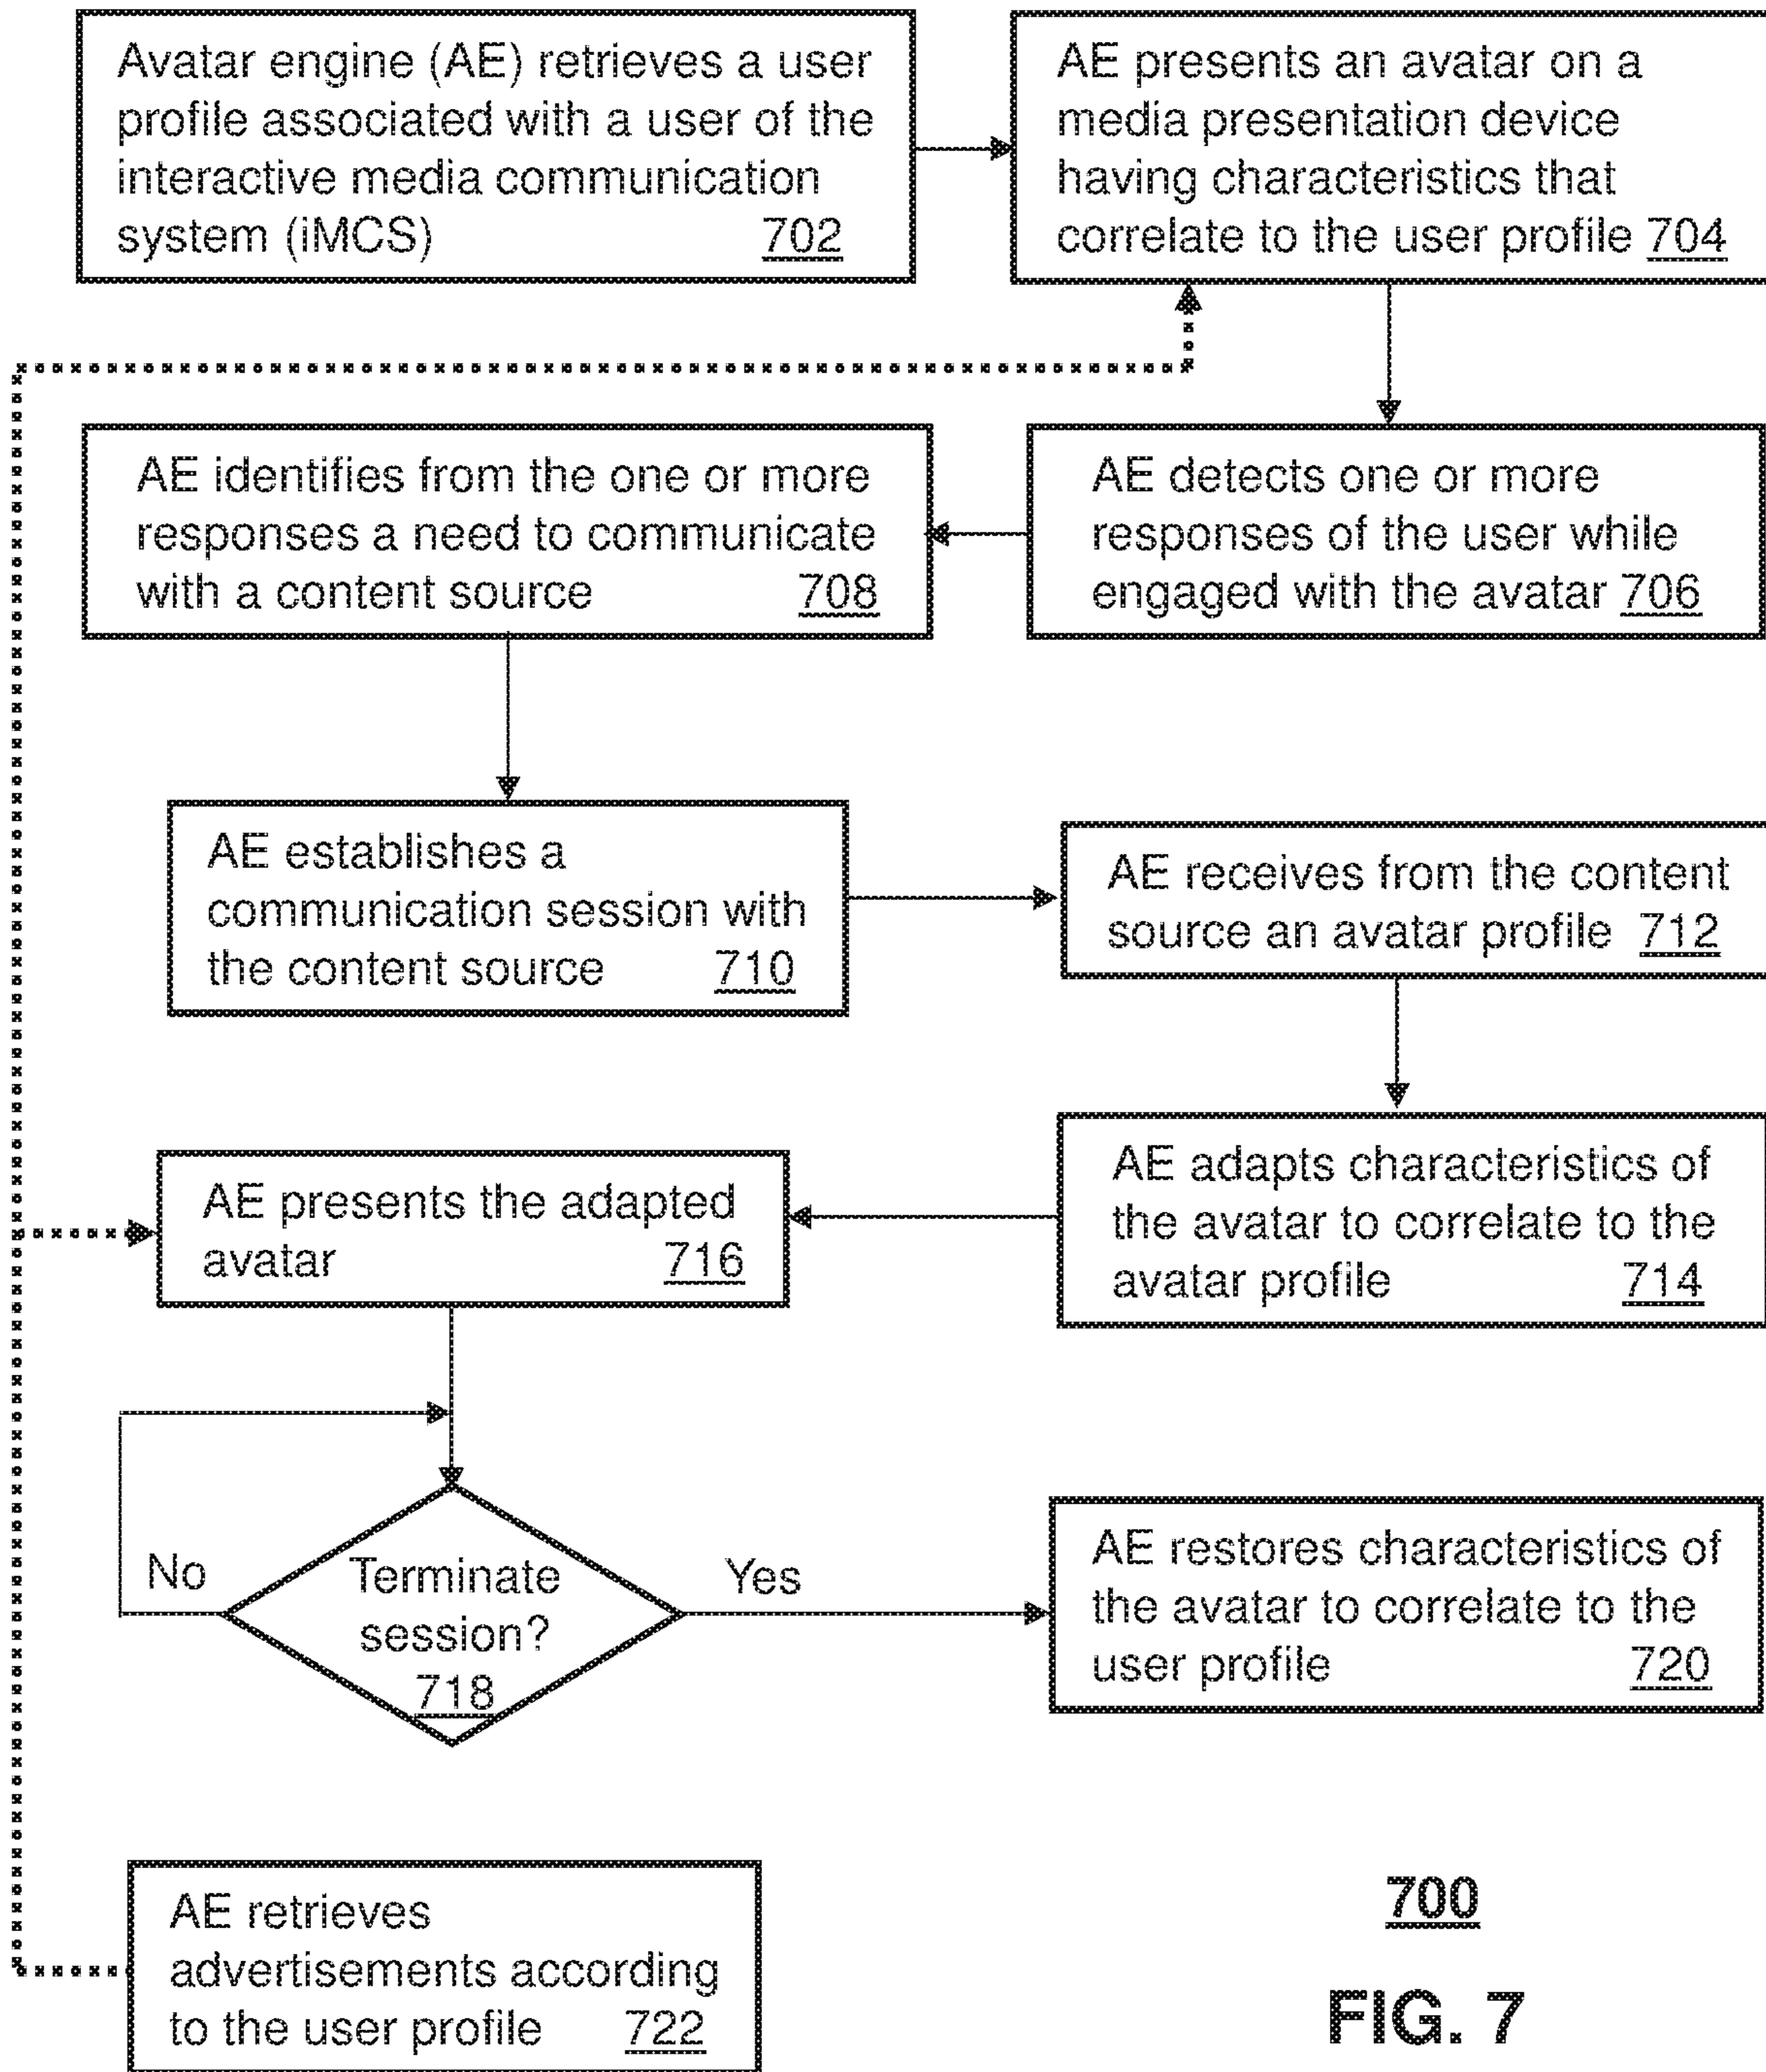 Avatar engine (AE) retrieves a user
profile associated with a user of the
interactive media communication
system (iMCS) 702
AE presents an avatar on a
media presentation device
having characteristics that
correlate to the user profile 704
AE detects one or more
responses of the user while
engaged with the avatar 706
AE identifies from the one or more
responses a need to communicate
with a content source 708
AE establishes a
communication session with
the content source 710
AE receives from the content
source an avatar profile 712
AE adapts characteristics of
the avatar to correlate to the
avatar profile 714
AE presents the adapted
avatar 716
No
Terminate
session?
718
Yes
AE restores characteristics of
the avatar to correlate to the
user profile 720
AE retrieves
advertisements according
to the user profile 722
700
FIG. 7